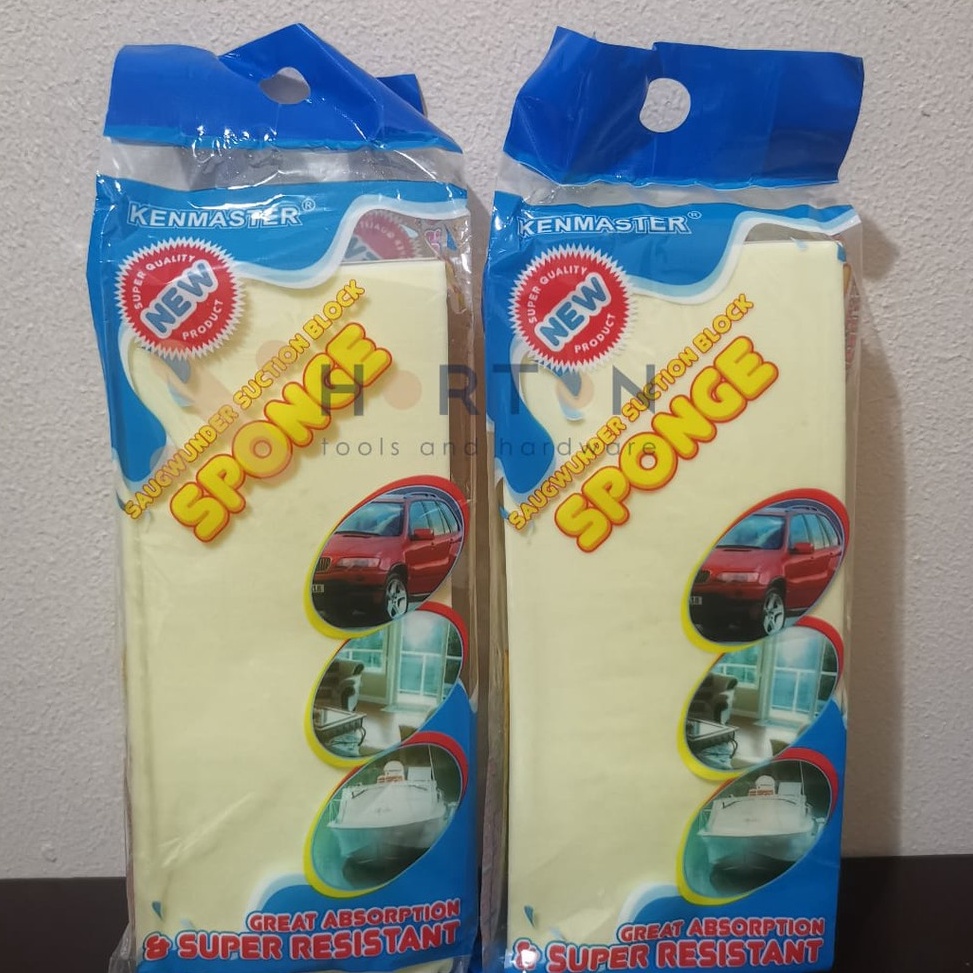 KENMASTER®
SUPER QUALITY
NEW
PRODUCT
SAUGWUNDER SUCTION BLOCK
SPONGE
GREAT ABSORPTION
& SUPER RESISTANT
KENMASTER®
SUPER QUALITY
NEW
PRODUCT
SAUGWUNDER SUCTION BLOCK
SPONGE
GREAT ABSORPTION
& SUPER RESISTANT
HORTON
tools and hardware